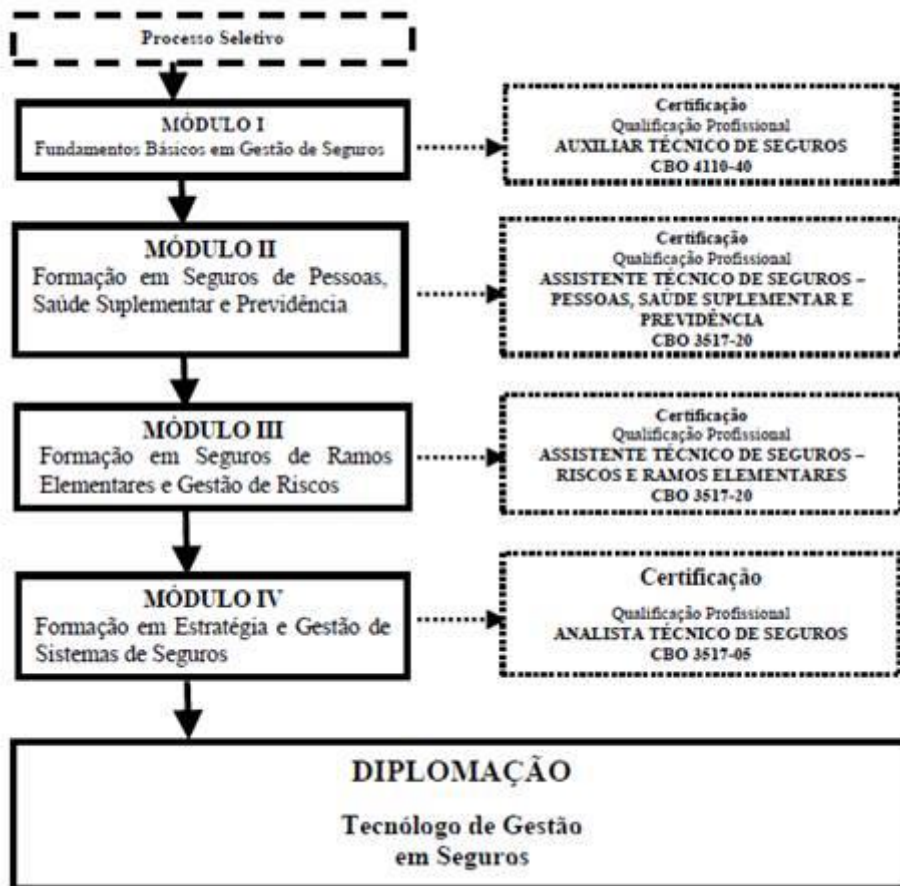 Processo Seletivo
MÓDULO I
Fundamentos Básicos em Gestão de Seguros
Certificação
Qualificação Profissional
AUXILIAR TÉCNICO DE SEGUROS
CBO 4110-40
MÓDULO II
Formação em Seguros de Pessoas,
Saúde Suplementar e Previdência
Certificação
Qualificação Profissional
ASSISTENTE TÉCNICO DE SEGUROS –
PESSOAS, SAÚDE SUPLEMENTAR E
PREVIDÊNCIA
CBO 3517-20
MÓDULO III
Formação em Seguros de Ramos
Elementares e Gestão de Riscos
Certificação
Qualificação Profissional
ASSISTENTE TÉCNICO DE SEGUROS –
RISCOS E RAMOS ELEMENTARES
CBO 3517-20
MÓDULO IV
Formação em Estratégia e Gestão de
Sistemas de Seguros
Certificação
Qualificação Profissional
ANALISTA TÉCNICO DE SEGUROS
CBO 3517-05
DIPLOMAÇÃO
Tecnólogo de Gestão
em Seguros